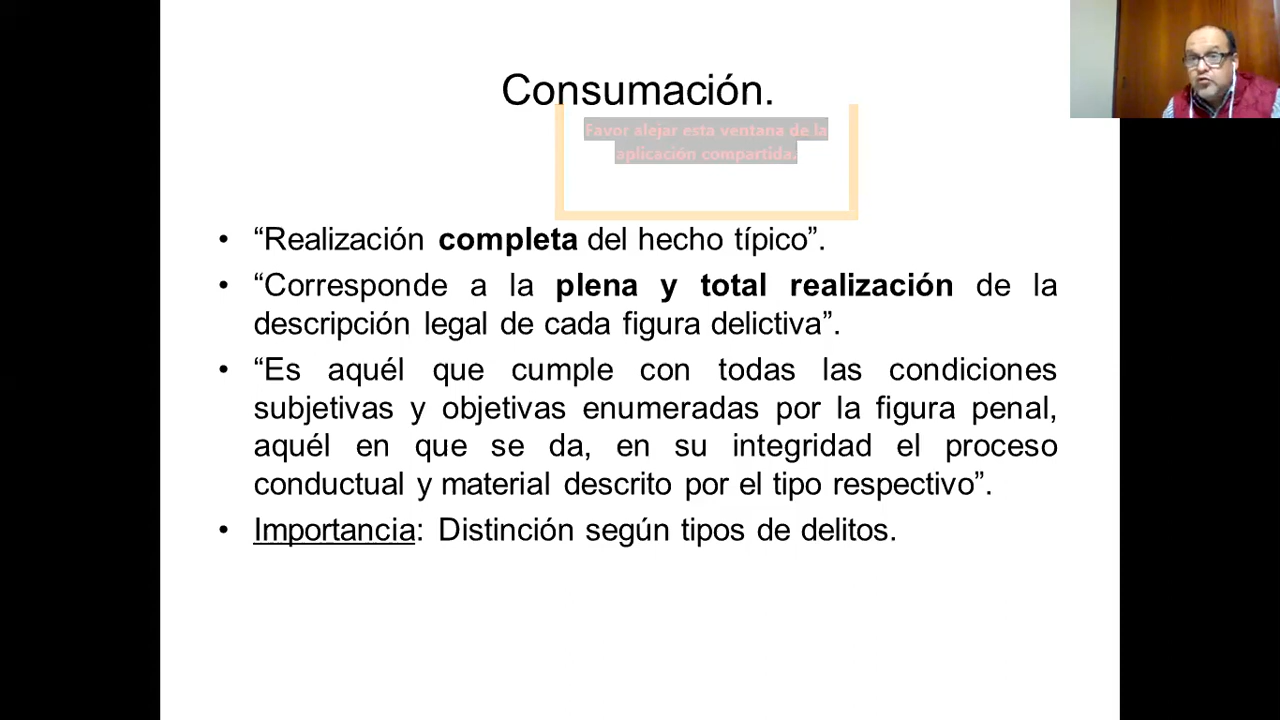 Consumación.
Favor alejar esta ventana de la
aplicación compartida.
• “Realización completa del hecho típico”.
• “Corresponde a la plena y total realización de la
descripción legal de cada figura delictiva”.
• “Es aquél que cumple con todas las condiciones
subjetivas y objetivas enumeradas por la figura penal,
aquél en que se da, en su integridad el proceso
conductual y material descrito por el tipo respectivo”.
• Importancia: Distinción según tipos de delitos.